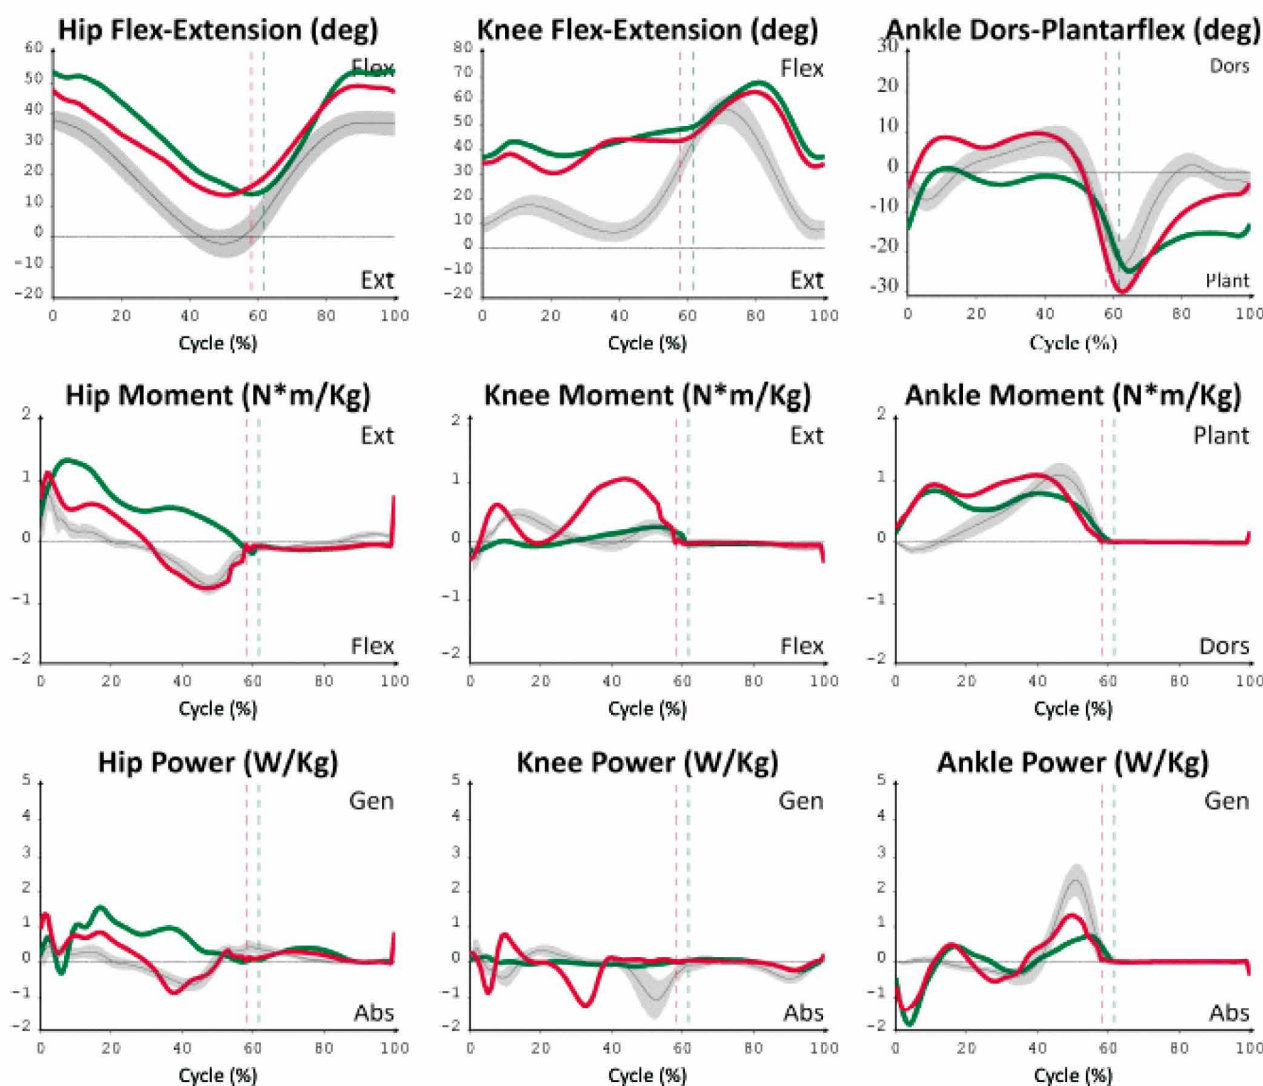 Hip Flex-Extension (deg) Knee Flex-Extension (deg) Ankle Dors-Plantarflex (deg)
60 80 30
Flex Flex Dors
50 70 20
40 60 10
30 50 0
20 40 -10
10 30 -20
0 20 -30
-10 10
-20 0
-10
-20
Ext Ext Plant
0 20 40 60 80 100 0 20 40 60 80 100 0 20 40 60 80 100
Cycle (%) Cycle (%) Cycle (%)
Hip Moment (N*m/Kg) Knee Moment (N*m/Kg) Ankle Moment (N*m/Kg)
2 2 2
Ext Ext Plant
1 1 1
0 0 0
-1 -1 -1
Flex Flex Dors
-2 -2 -2
0 20 40 60 80 100 0 20 40 60 80 100 0 20 40 60 80 100
Cycle (%) Cycle (%) Cycle (%)
Hip Power (W/Kg) Knee Power (W/Kg) Ankle Power (W/Kg)
5 5 5
Gen Gen Gen
4 4 4
3 3 3
2 2 2
1 1 1
0 0 0
-1 -1 -1
Abs Abs Abs
-2 -2 -2
0 20 40 60 80 100 0 20 40 60 80 100 0 20 40 60 80 100
Cycle (%) Cycle (%) Cycle (%)